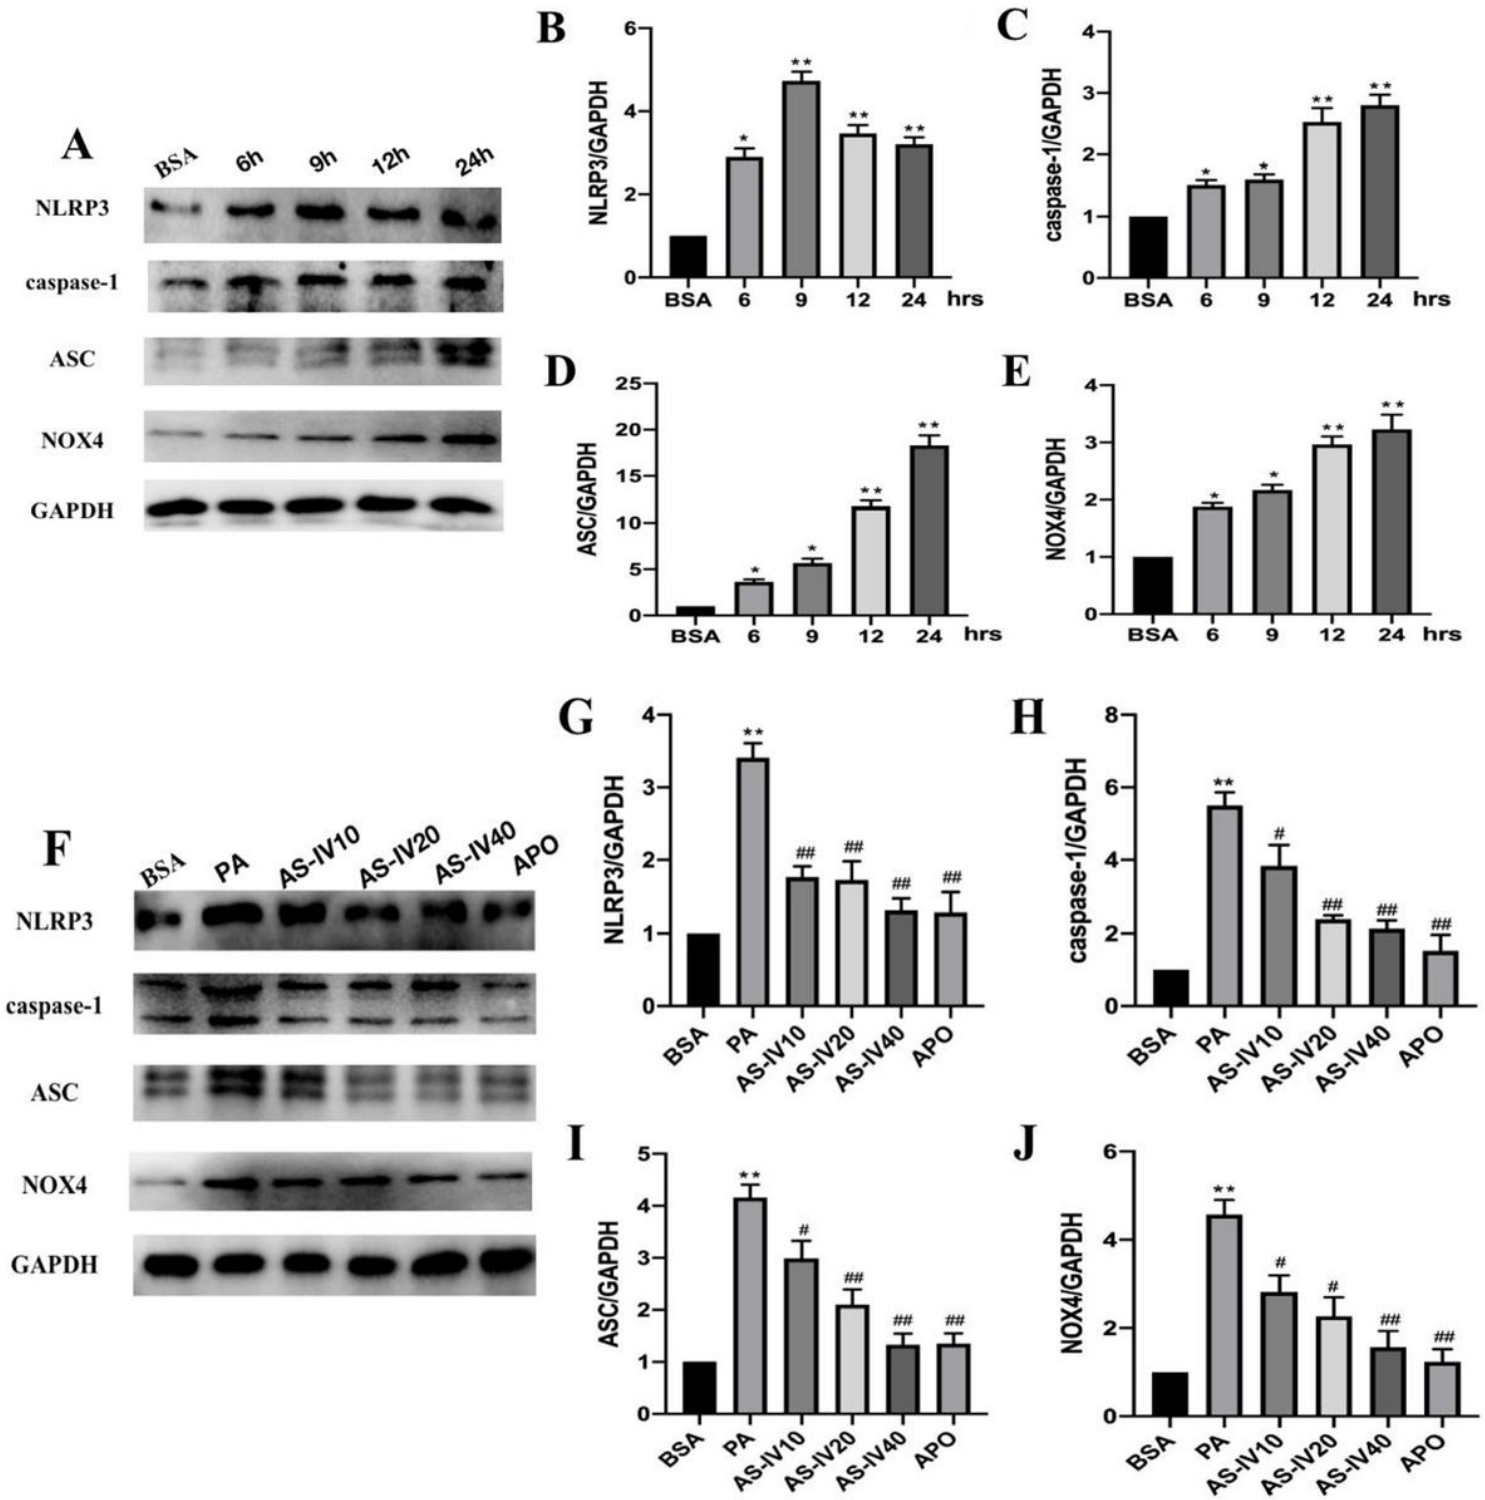 A
BSA 6h 9h 12h 24h
NLRP3
caspase-1
ASC
NOX4
GAPDH
B
NLRP3/GAPDH
6
4
2
0
* ** ** **
BSA 6 9 12 24 hrs
C
caspase-1/GAPDH
4
3
2
1
0
* * ** **
BSA 6 9 12 24 hrs
D
ASC/GAPDH
25
20
15
10
5
0
* * ** **
BSA 6 9 12 24 hrs
E
NOX4/GAPDH
4
3
2
1
0
* * ** **
BSA 6 9 12 24 hrs
F
BSA PA AS-IV10 AS-IV20 AS-IV40 APO
NLRP3
caspase-1
ASC
NOX4
GAPDH
G
NLRP3/GAPDH
4
3
2
1
0
** ## ## ## ##
BSA PA AS-IV10 AS-IV20 AS-IV40 APO
H
caspase-1/GAPDH
8
6
4
2
0
** # ## ## ##
BSA PA AS-IV10 AS-IV20 AS-IV40 APO
I
ASC/GAPDH
5
4
3
2
1
0
** # ## ## ##
BSA PA AS-IV10 AS-IV20 AS-IV40 APO
J
NOX4/GAPDH
6
4
2
0
** # # ## ##
BSA PA AS-IV10 AS-IV20 AS-IV40 APO